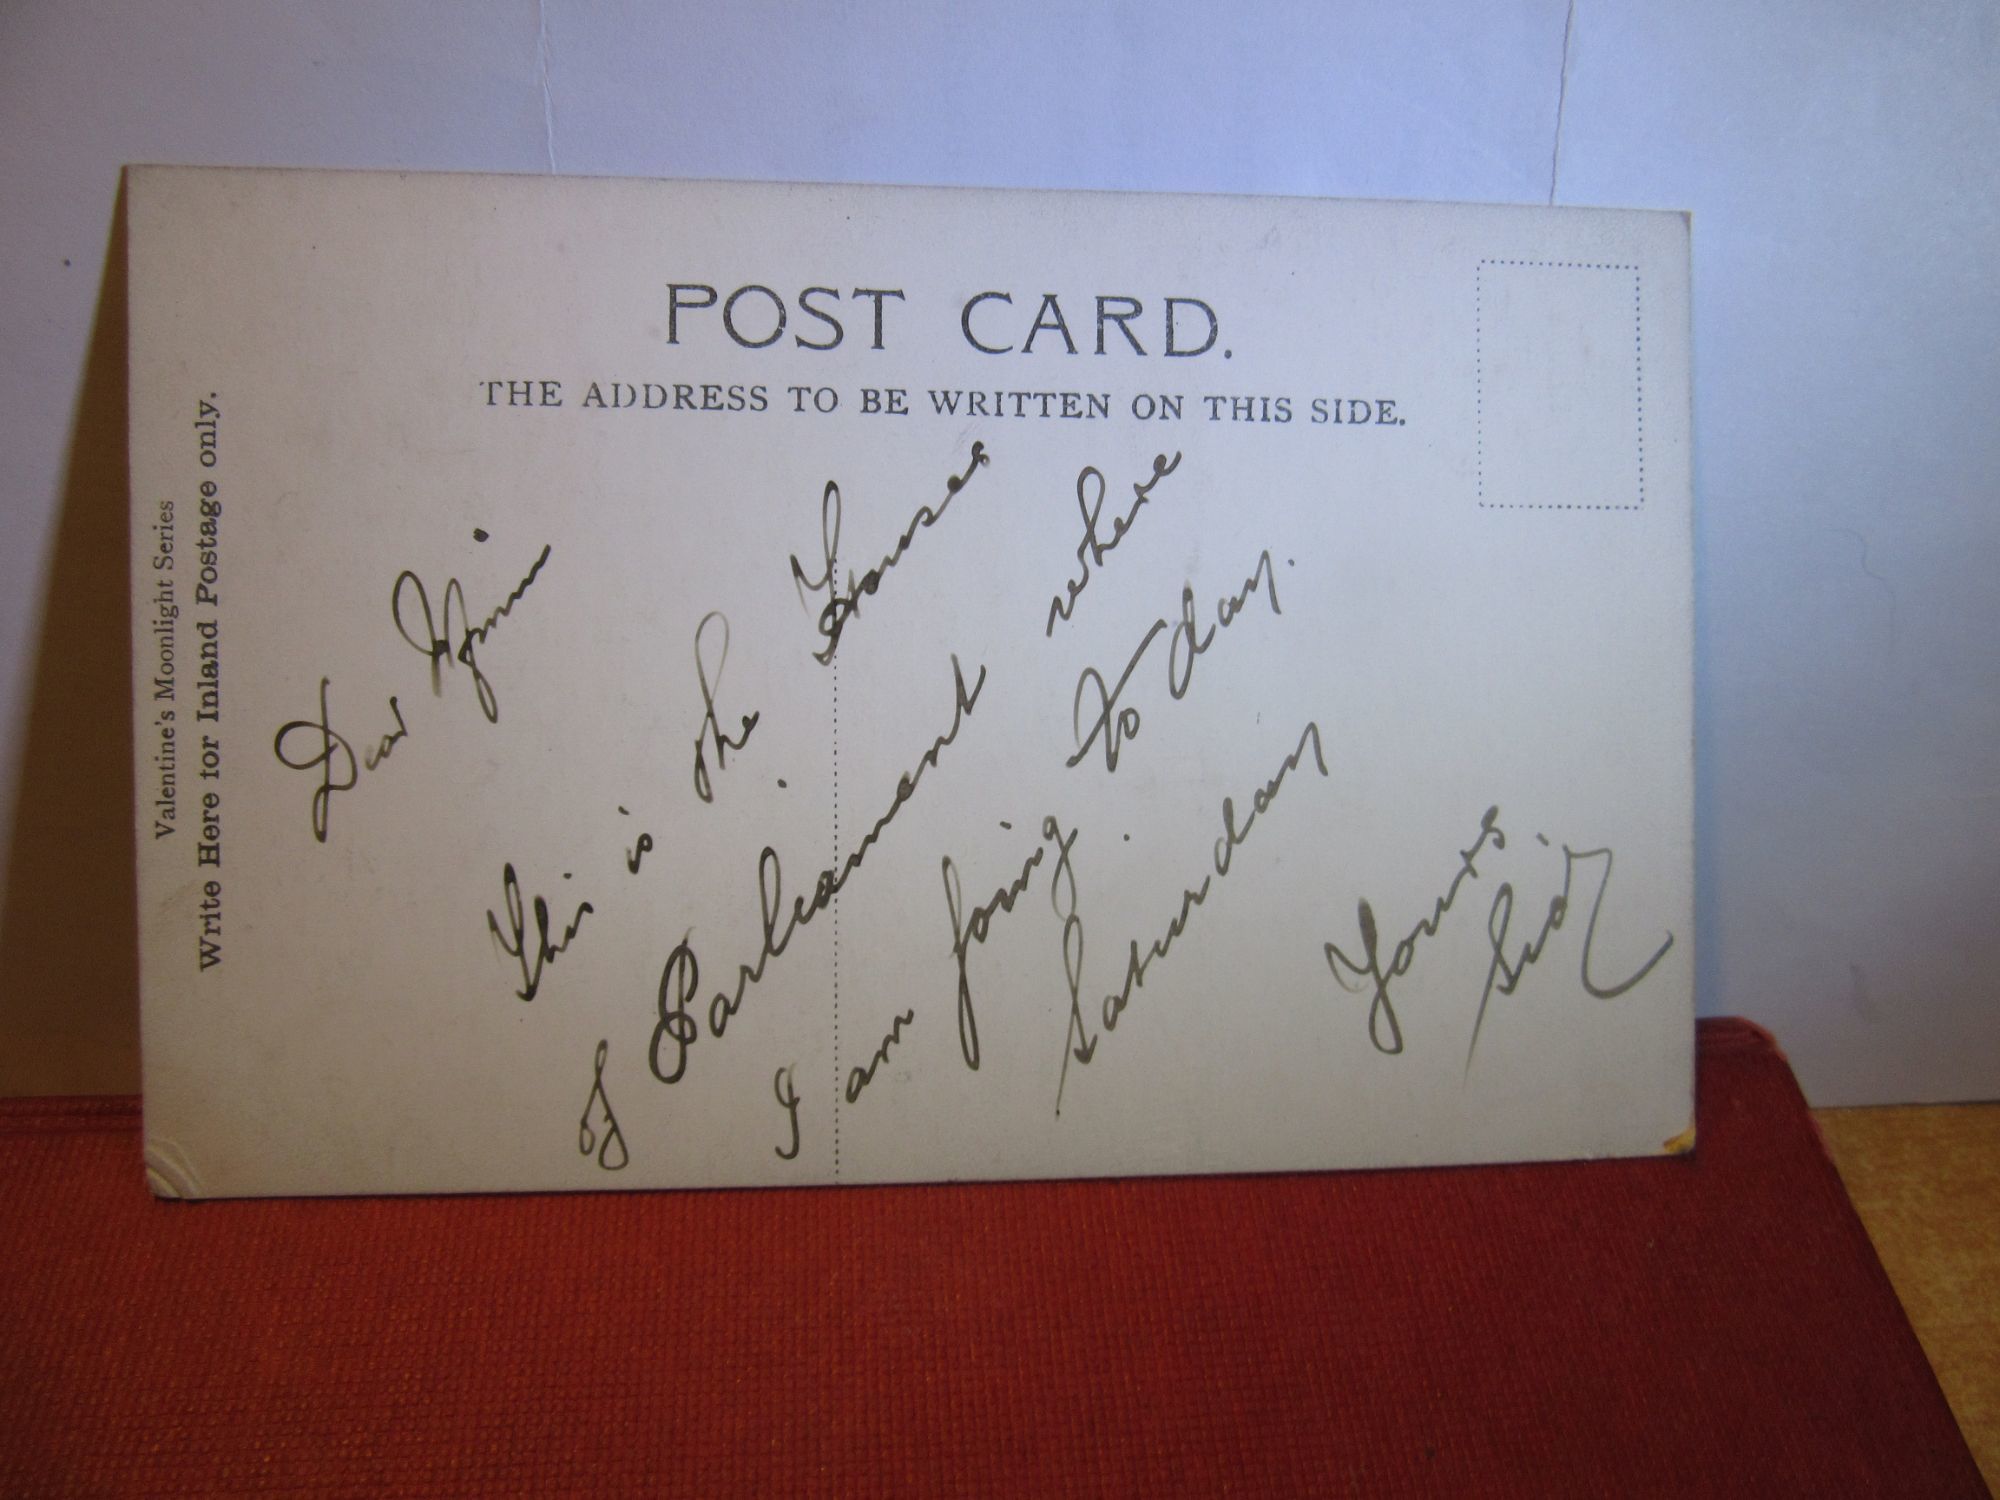 POST CARD.
THE ADDRESS TO BE WRITTEN ON THIS SIDE.
Valentine's Moonlight Series
Write Here for Inland Postage only.
Dear
This is the Houses
of Parliament where
I am going to day.
Saturday
Yours
Sid